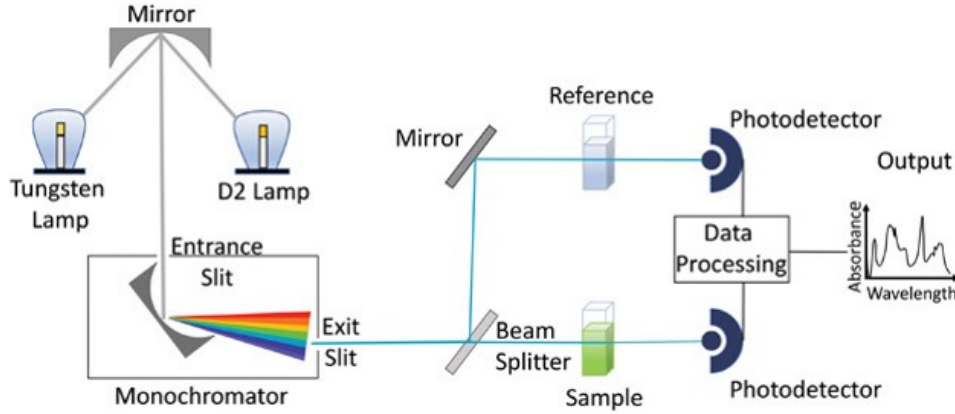 Mirror
Tungsten
Lamp
D2 Lamp
Entrance
Slit
Exit
Slit
Monochromator
Mirror
Beam
Splitter
Reference
Sample
Photodetector
Data
Processing
Photodetector
Output
Absorbance
Wavelength